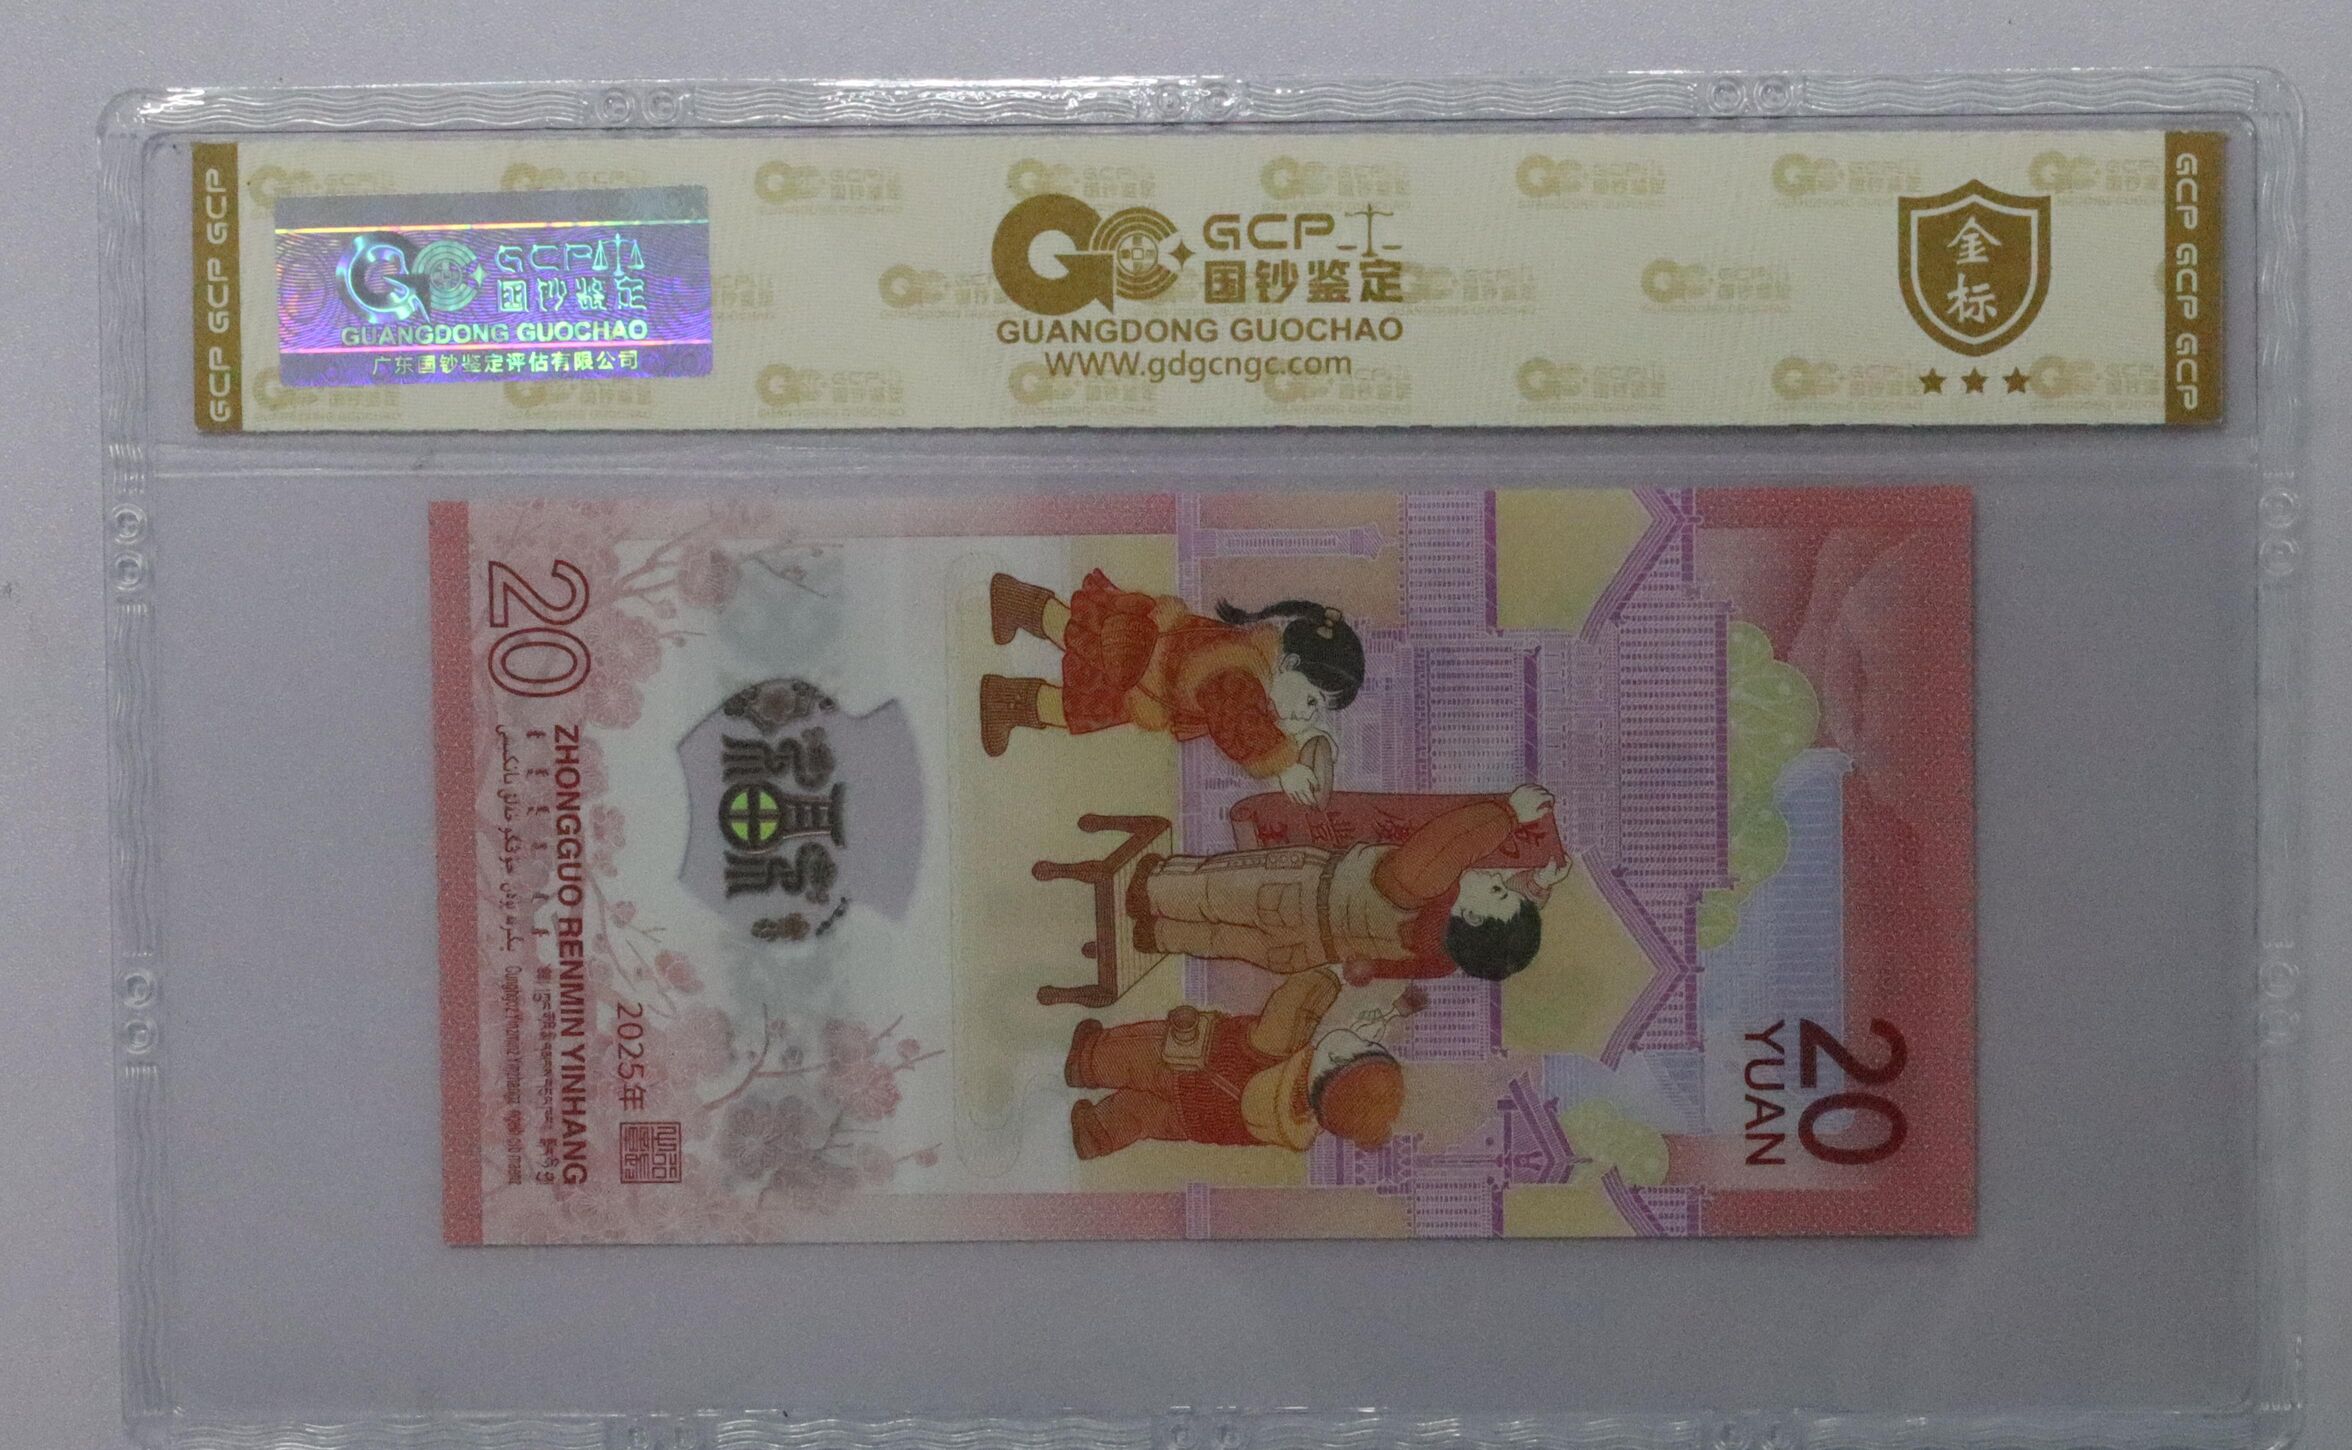 GCP GCP GCP
GCP
国钞鉴定
GUANGDONG GUOCHAO
广东国钞鉴定评估有限公司
GCP
国钞鉴定
GUANGDONG GUOCHAO
WWW.gdgcngc.com
金标
GCP GCP GCP
20
ZHONGGUO RENMIN YINHANG
2025年
20
YUAN